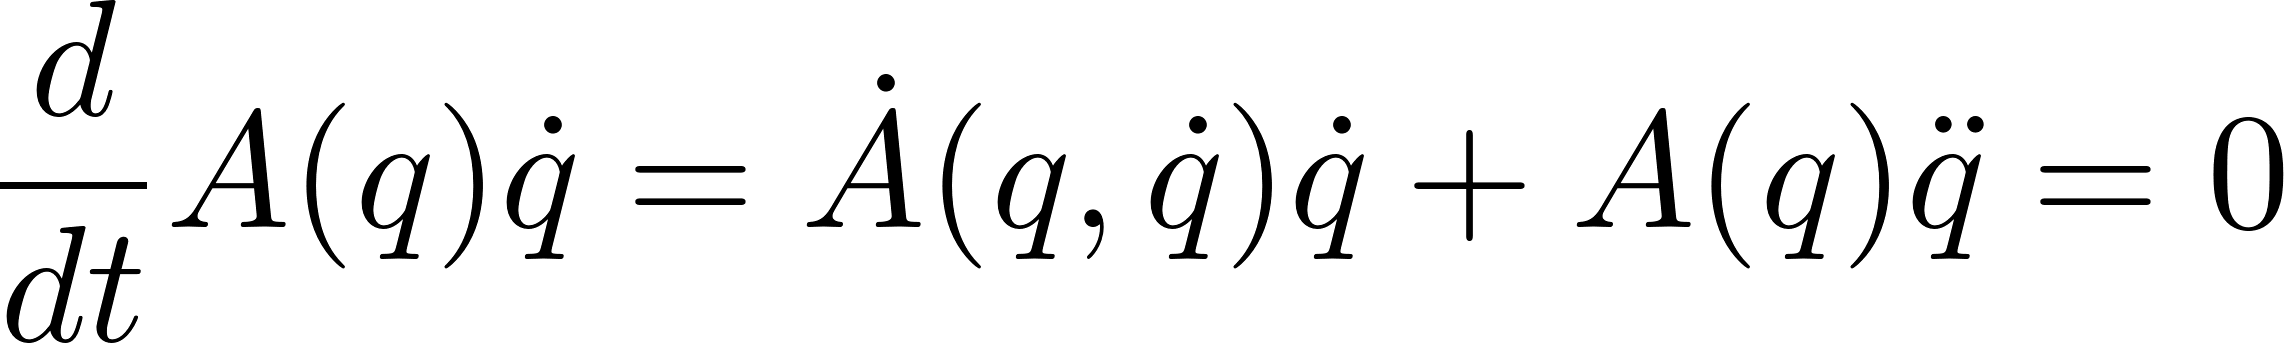 \frac{d}{dt} A(q)\dot{q} = \dot{A}(q, \dot{q})\dot{q} + A(q)\ddot{q} = 0